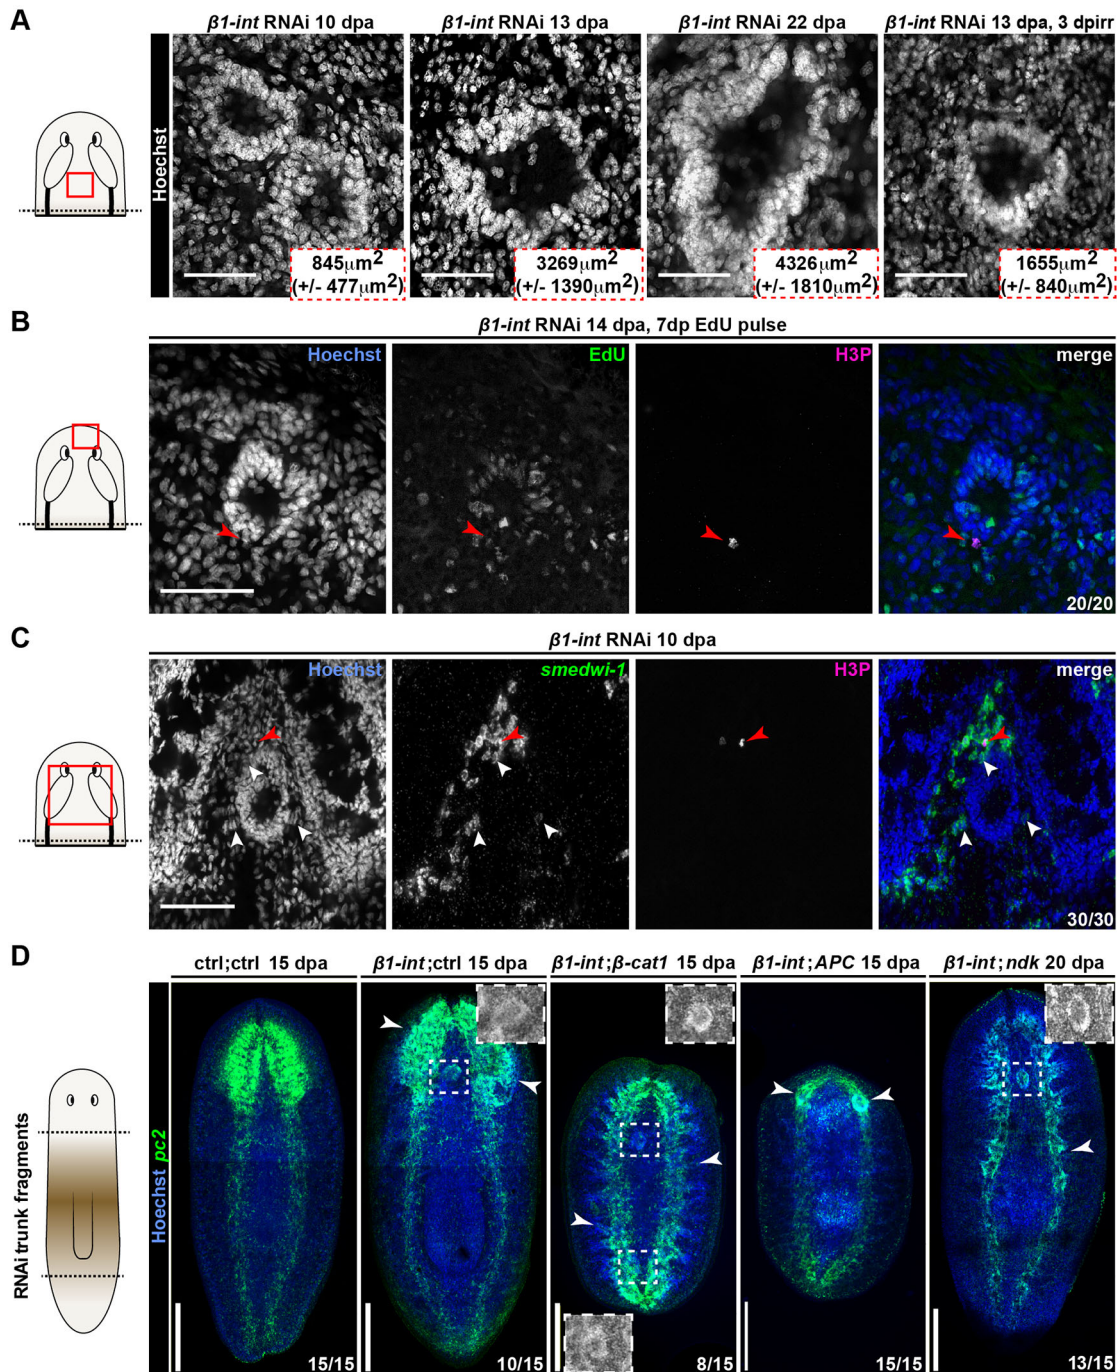 A
β1-int RNAi 10 dpa
β1-int RNAi 13 dpa
β1-int RNAi 22 dpa
β1-int RNAi 13 dpa, 3 dpirr
Hoechst
845μm²
(+/- 477μm²)
3269μm²
(+/- 1390μm²)
4326μm²
(+/- 1810μm²)
1655μm²
(+/- 840μm²)
B
β1-int RNAi 14 dpa, 7dp EdU pulse
Hoechst
EdU
H3P
merge
20/20
C
β1-int RNAi 10 dpa
Hoechst
smedwi-1
H3P
merge
30/30
D
ctrl;ctrl 15 dpa
β1-int;ctrl 15 dpa
β1-int;β-cat1 15 dpa
β1-int;APC 15 dpa
β1-int;ndk 20 dpa
RNAi trunk fragments
Hoechst pc2
15/15
10/15
8/15
15/15
13/15